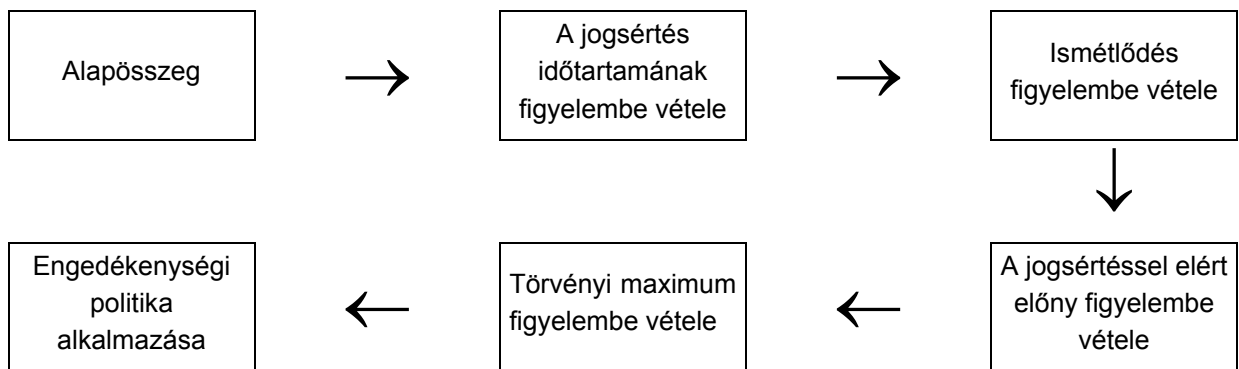 Alapösszeg
A jogsértés
időtartamának
figyelembe vétele
Ismétlődés
figyelembe vétele
A jogsértéssel elért
előny figyelembe
vétele
Törvényi maximum
figyelembe vétele
Engedékenységi
politika
alkalmazása